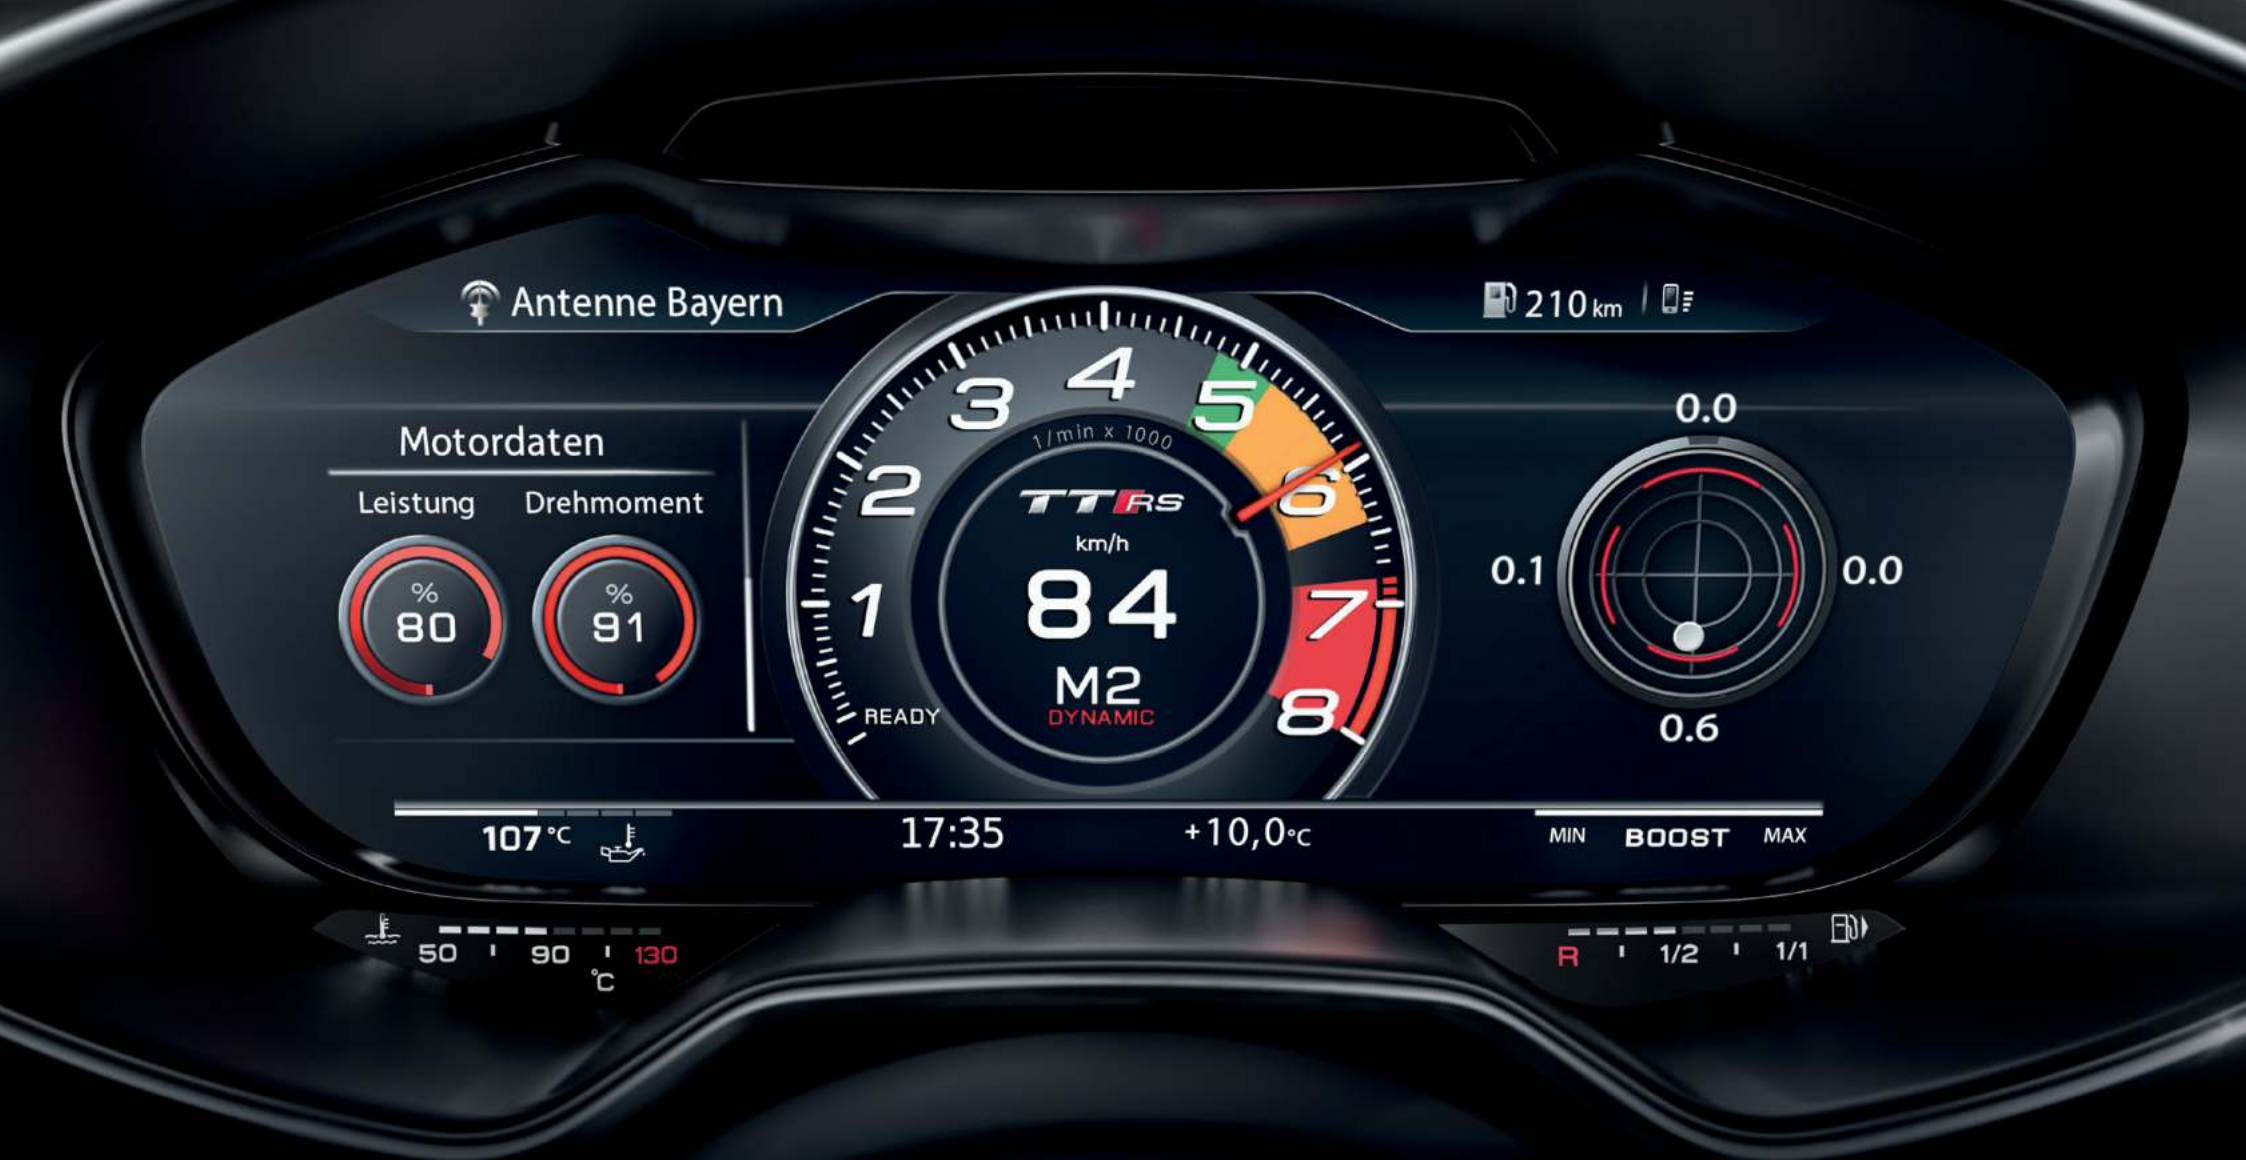 Antenne Bayern
210 km
Motordaten
Leistung Drehmoment
% 80
% 91
1 2 3 4 5 6 7 8
1/min x 1000
TTRS
km/h
84
M2
DYNAMIC
READY
0.0
0.1
0.0
0.6
107 °C
17:35
+10,0°C
MIN BOOST MAX
50 90 130
°C
R 1/2 1/1